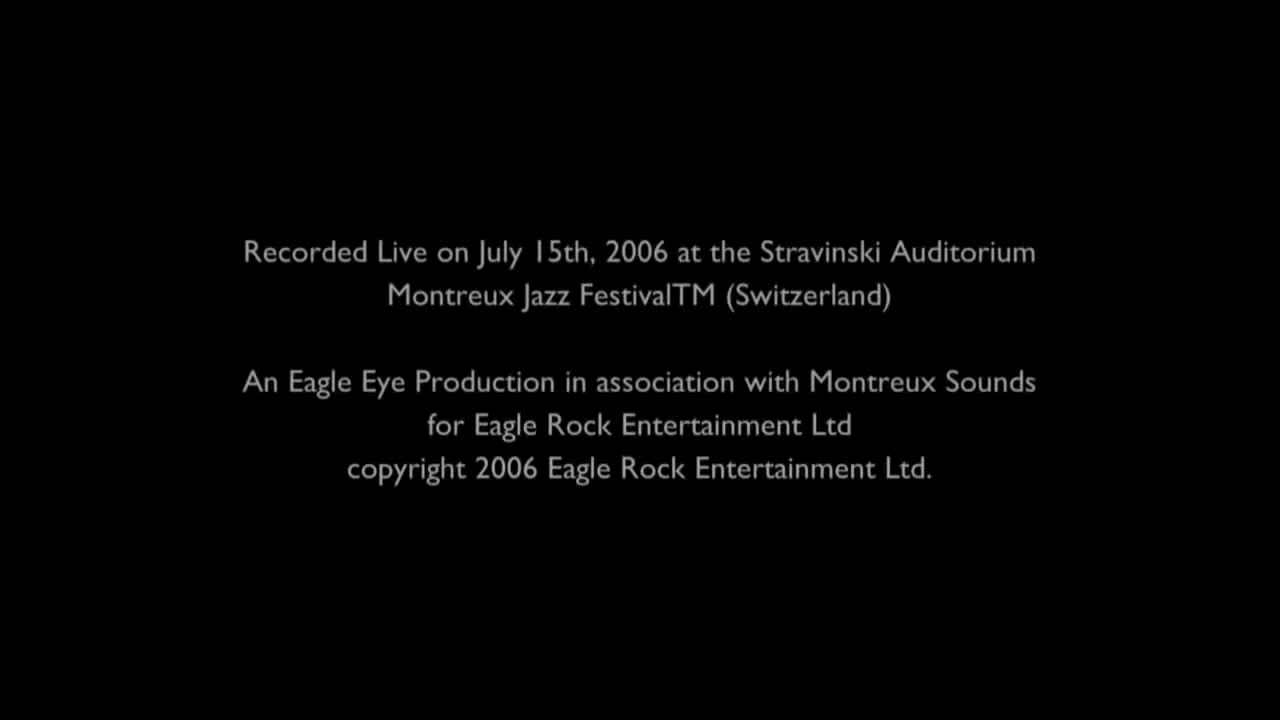 Recorded Live on July 15th, 2006 at the Stravinski Auditorium
Montreux Jazz FestivalTM (Switzerland)
An Eagle Eye Production in association with Montreux Sounds
for Eagle Rock Entertainment Ltd
copyright 2006 Eagle Rock Entertainment Ltd.